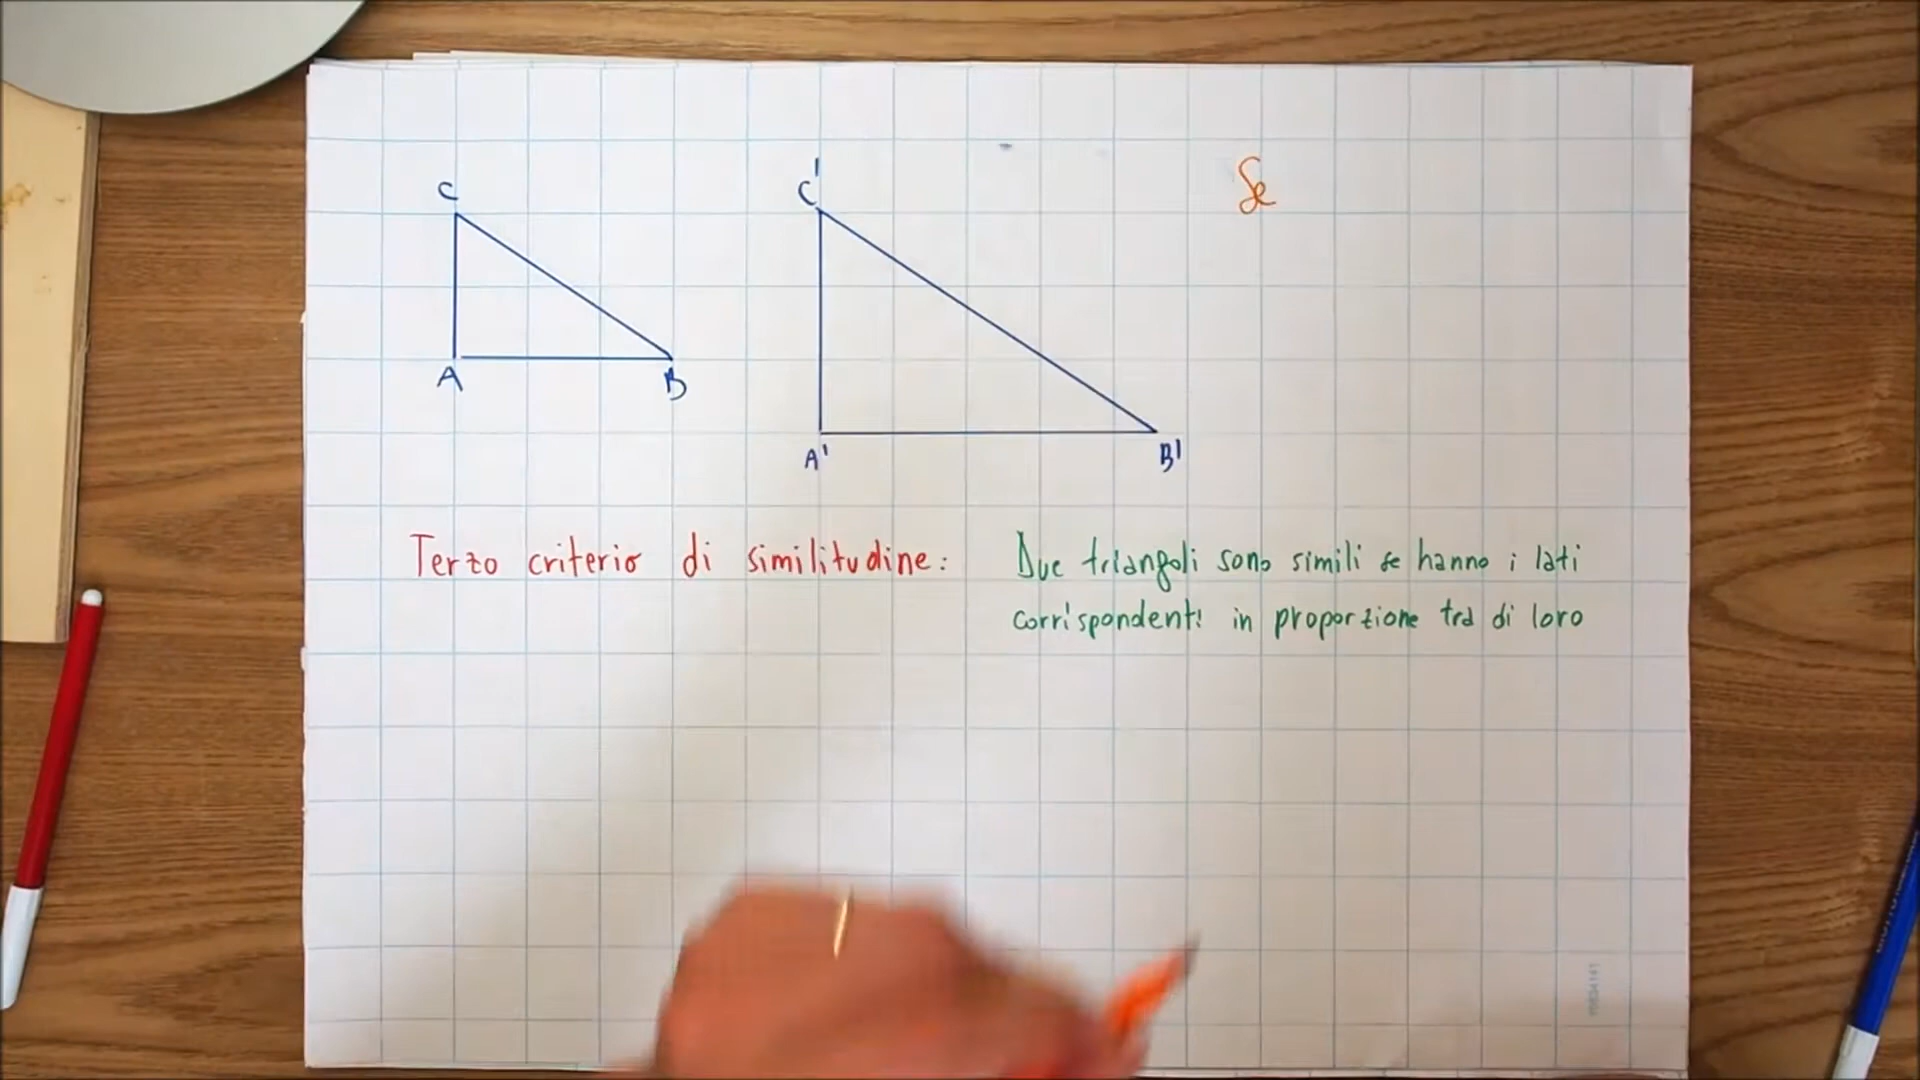 C
C'
Se
A
B
A'
B'
Terzo criterio di similitudine: Due triangoli sono simili se hanno i lati
corrispondenti in proporzione tra di loro